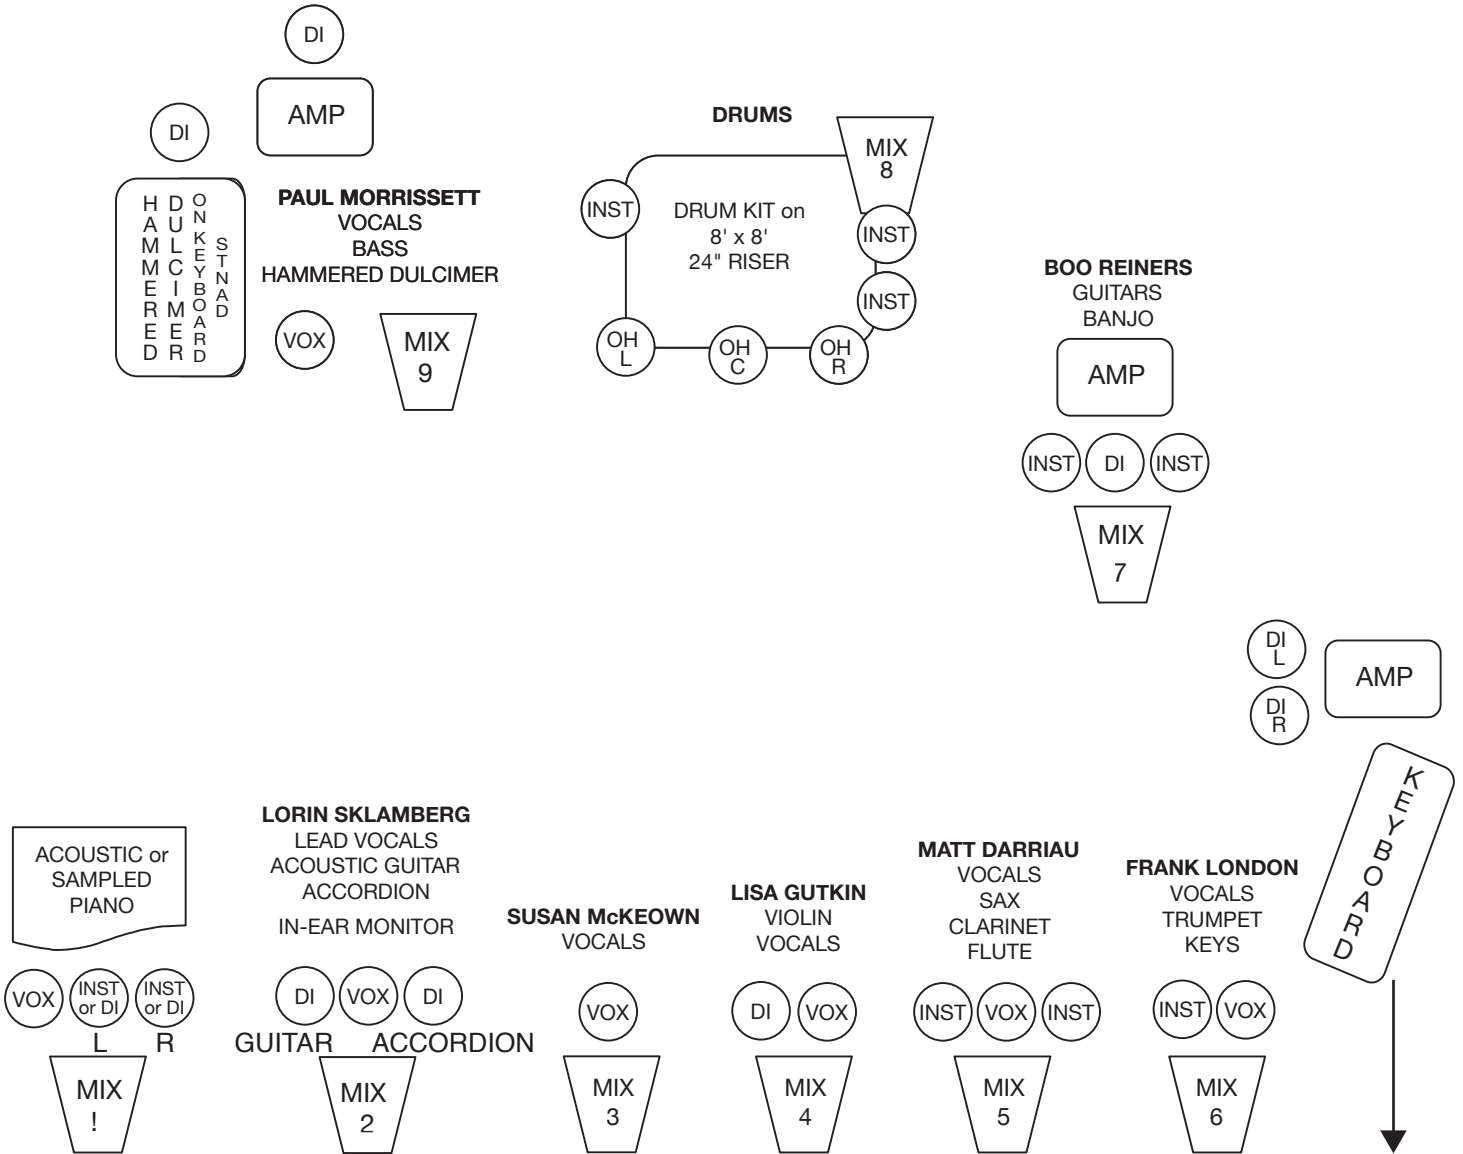 DI
AMP
DI
HAMMERED
DULCIMER
ONKEYBOARD
STNAD
PAUL MORRISSETT
VOCALS
BASS
HAMMERED DULCIMER
VOX
MIX
9
DRUMS
MIX
8
INST
DRUM KIT on
8' x 8'
24" RISER
INST
INST
OH
L
OH
C
OH
R
BOO REINERS
GUITARS
BANJO
AMP
INST
DI
INST
MIX
7
DI
L
DI
R
AMP
KEYBOARD
ACOUSTIC or
SAMPLED
PIANO
VOX
INST
or DI
INST
or DI
L
R
MIX
!
LORIN SKLAMBERG
LEAD VOCALS
ACOUSTIC GUITAR
ACCORDION
IN-EAR MONITOR
DI
VOX
DI
GUITAR
ACCORDION
MIX
2
SUSAN McKEOWN
VOCALS
VOX
MIX
3
LISA GUTKIN
VIOLIN
VOCALS
DI
VOX
MIX
4
MATT DARRIAU
VOCALS
SAX
CLARINET
FLUTE
INST
VOX
INST
MIX
5
FRANK LONDON
VOCALS
TRUMPET
KEYS
INST
VOX
MIX
6